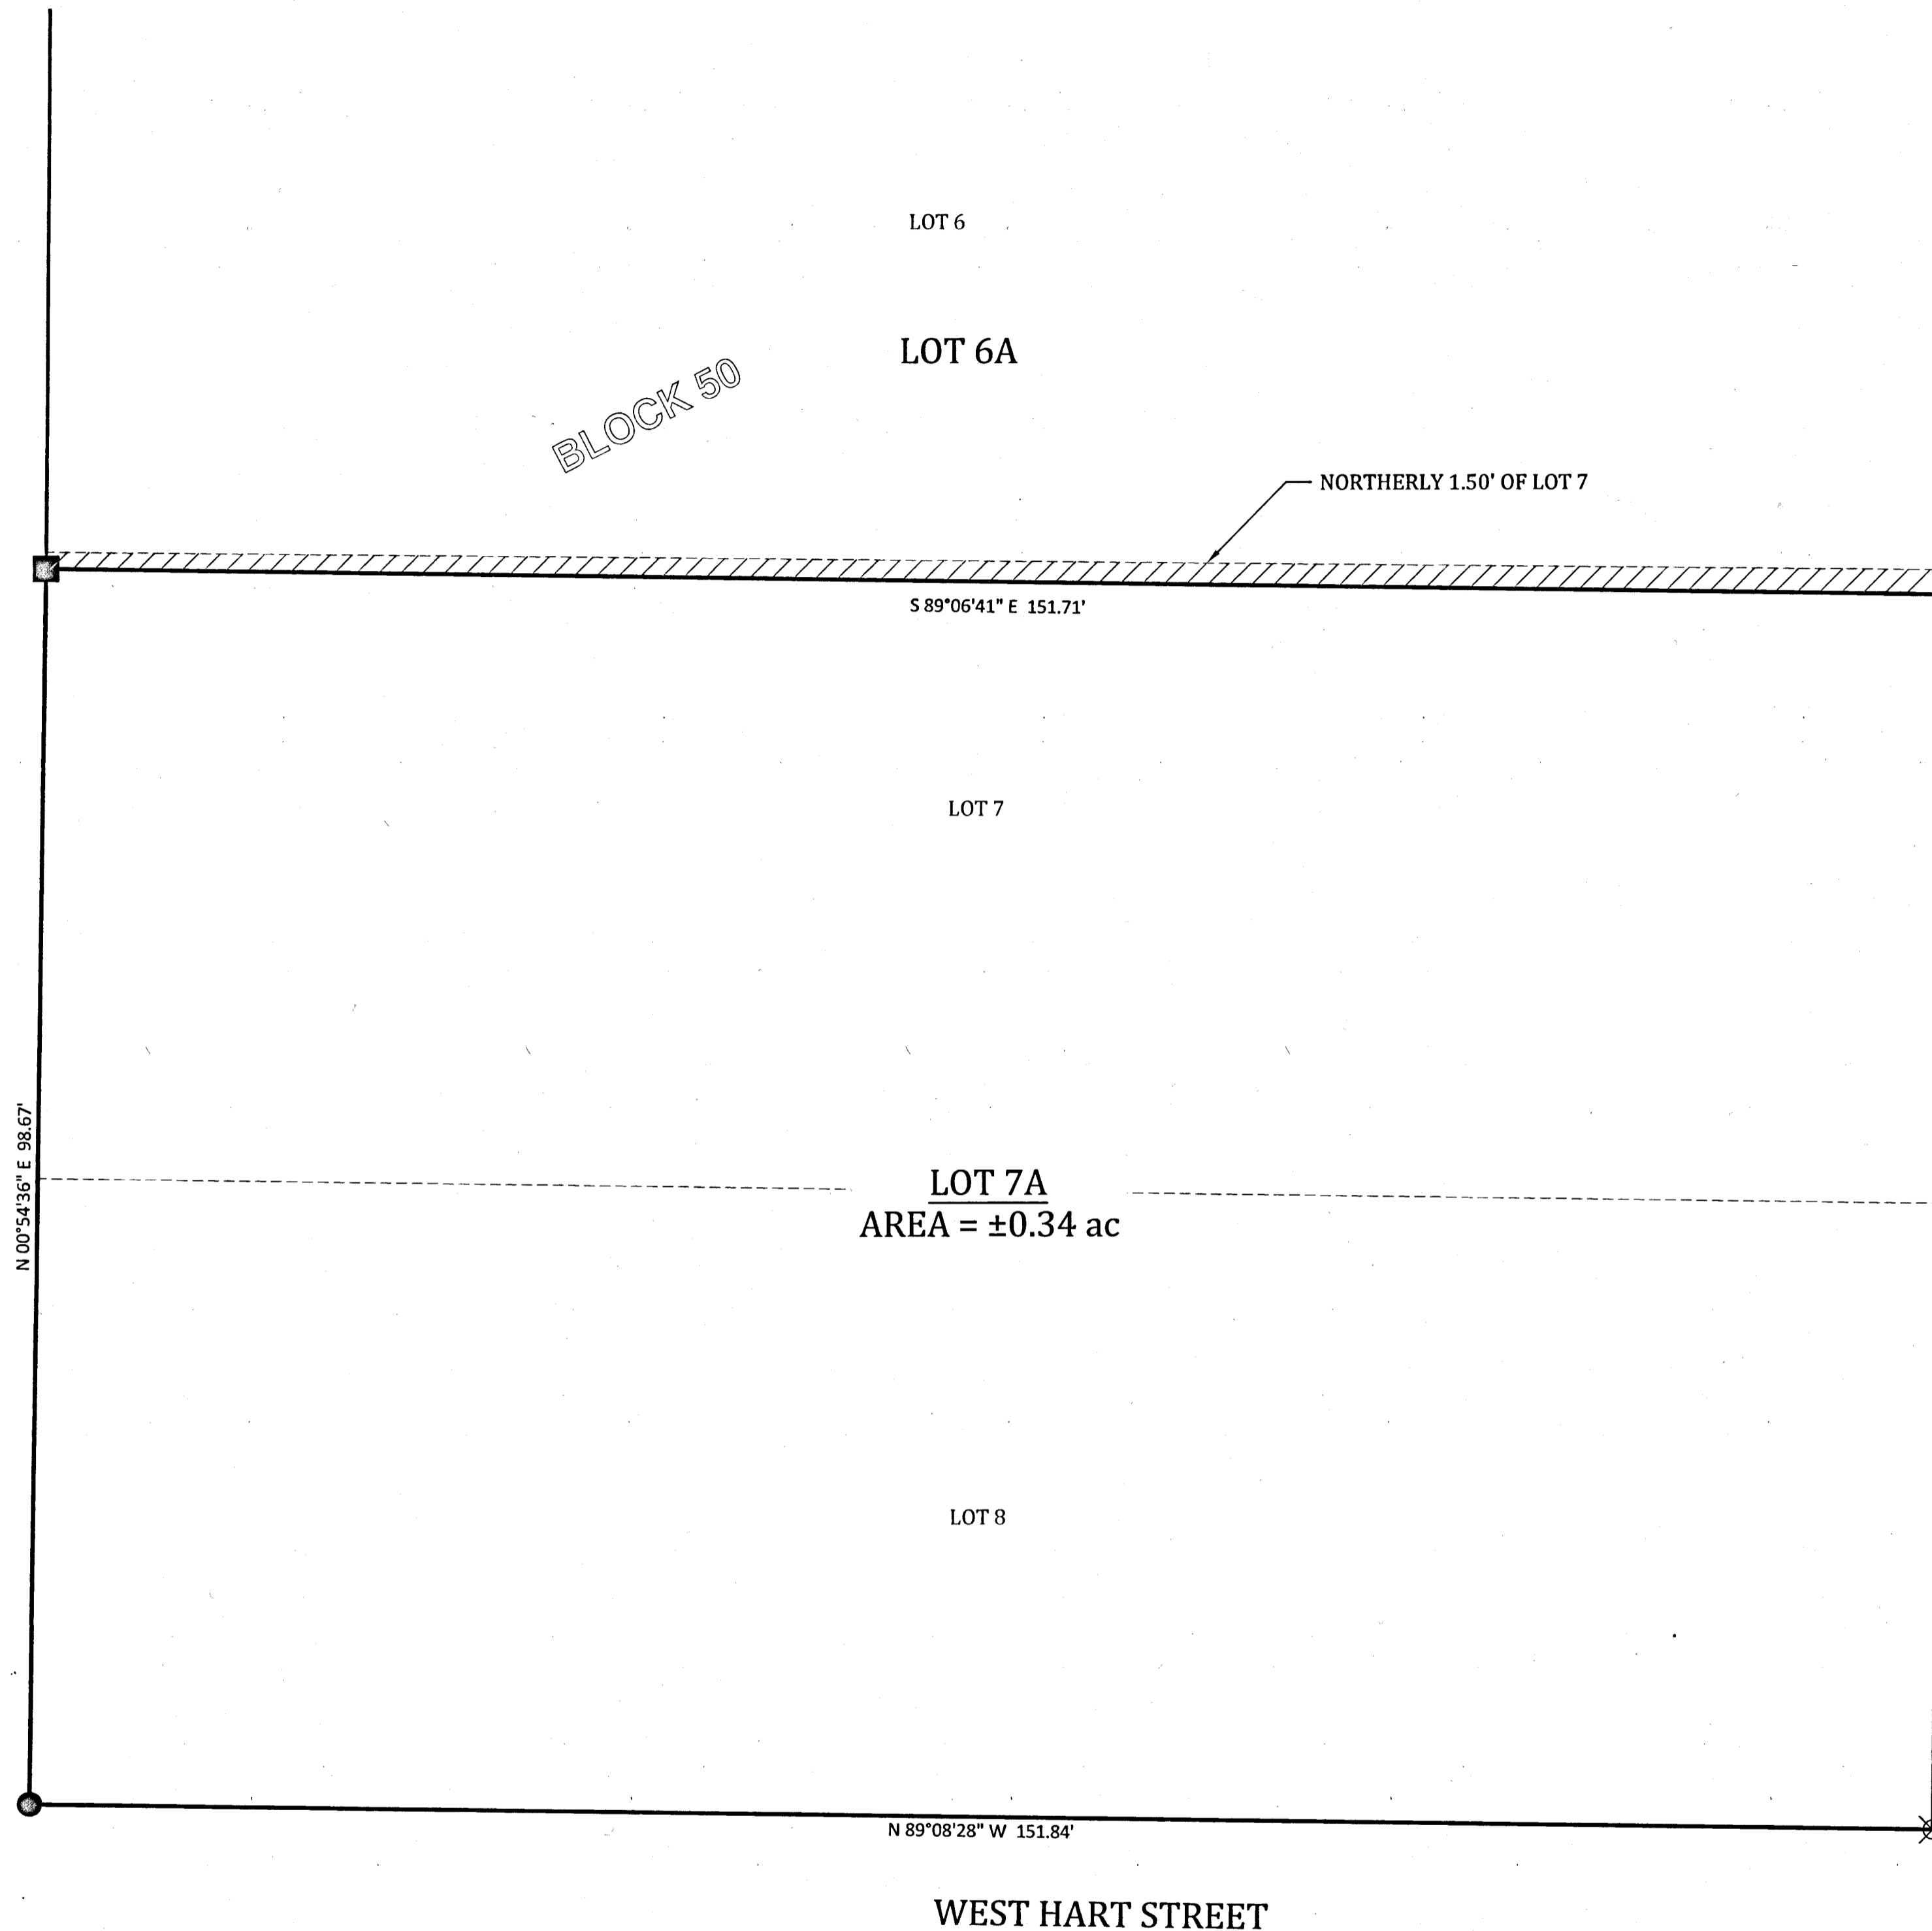 LOT 6
LOT 6A
BLOCK 50
NORTHERLY 1.50' OF LOT 7
S 89°06'41" E 151.71'
LOT 7
N 00°54'36" E 98.67'
LOT 7A
AREA = ±0.34 ac
LOT 8
N 89°08'28" W 151.84'
WEST HART STREET